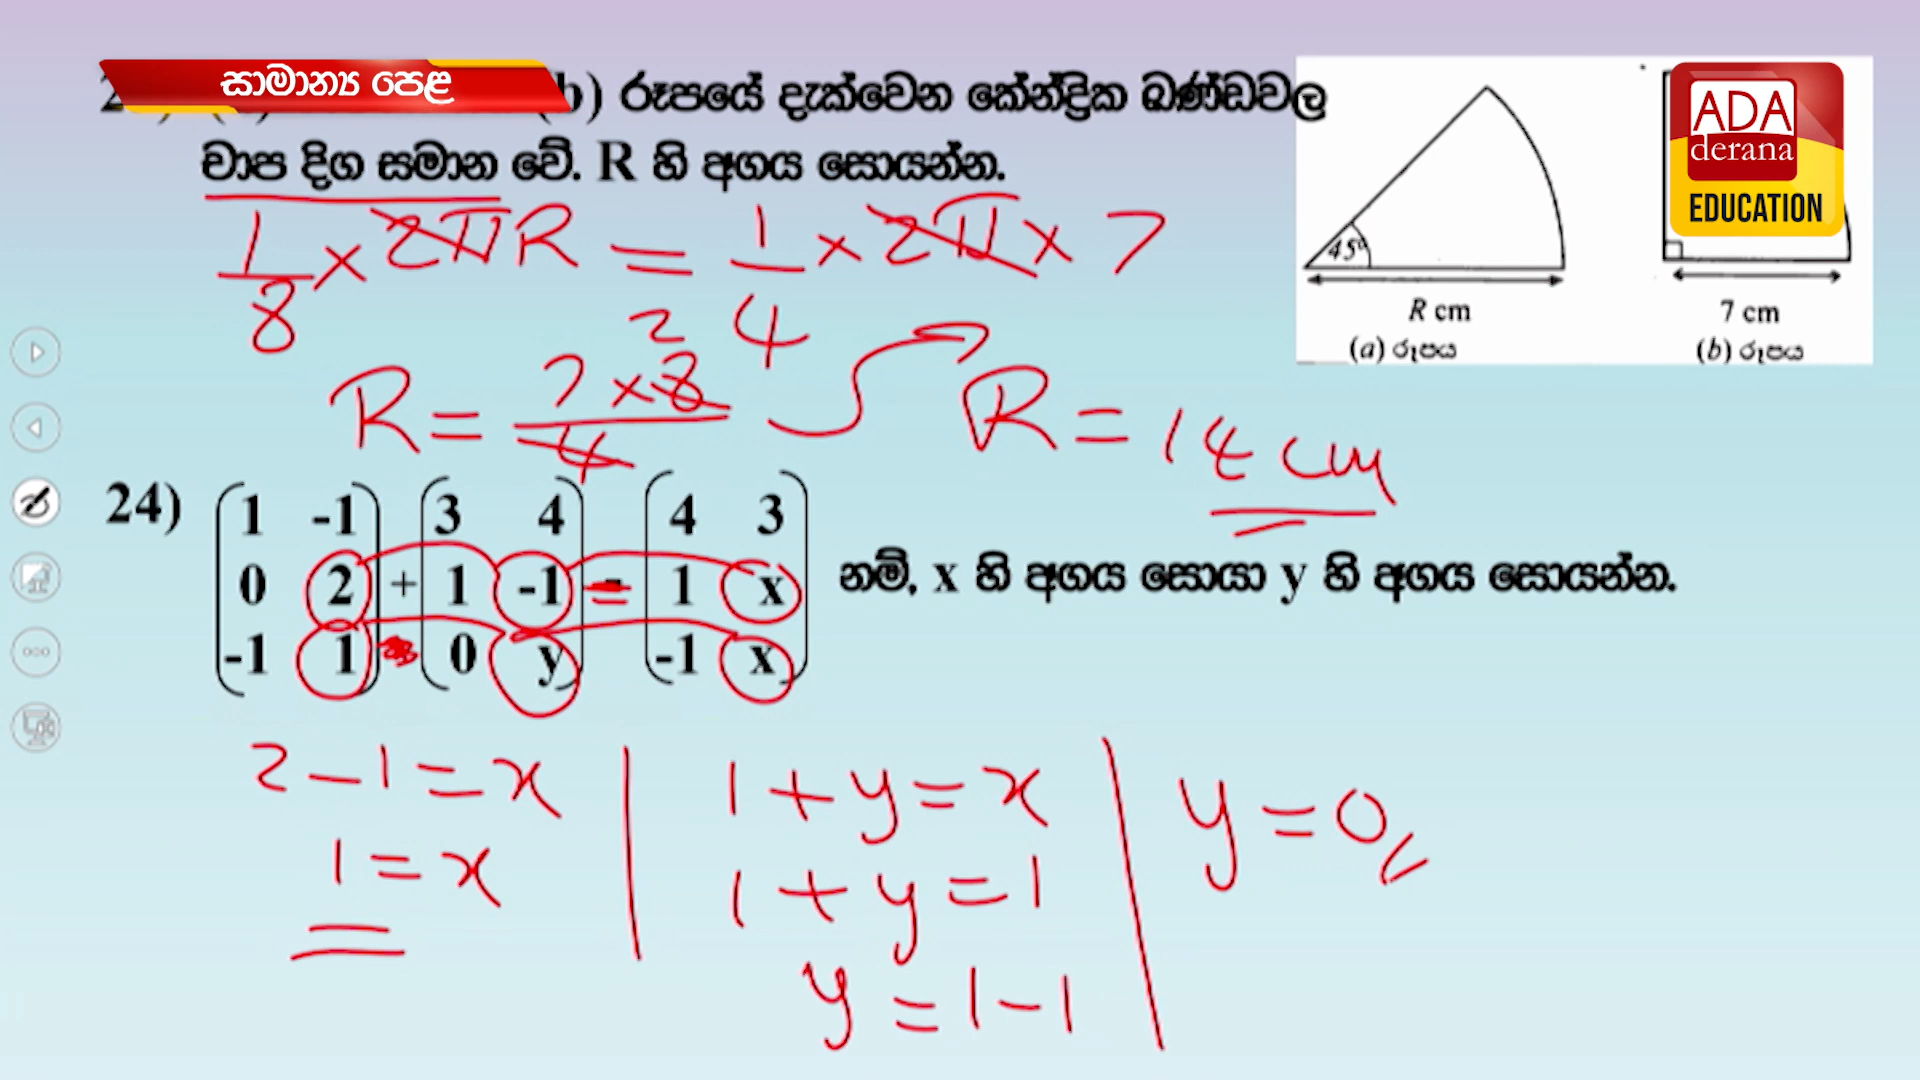 සාමාන්‍ය පෙළ
b) රූපයේ දැක්වෙන කේන්ද්‍රික ඛණ්ඩවල
චාප දිග සමාන වේ. R හි අගය සොයන්න.
1/8 × 2π R = 1/4 × 2π × 7
R = 7 × 8 / 4
2
R = 14 cm
45°
R cm
(a) රූපය
7 cm
(b) රූපය
ADA
derana
EDUCATION
24) (1 -1) (3 4) (4 3)
(0 2) + (1 -1) = (1 x) නම්, x හි අගය සොයා y හි අගය සොයන්න.
(-1 1) (0 y) (-1 x)
2 - 1 = x
1 = x
1 + y = x
1 + y = 1
y = 1 - 1
y = 0